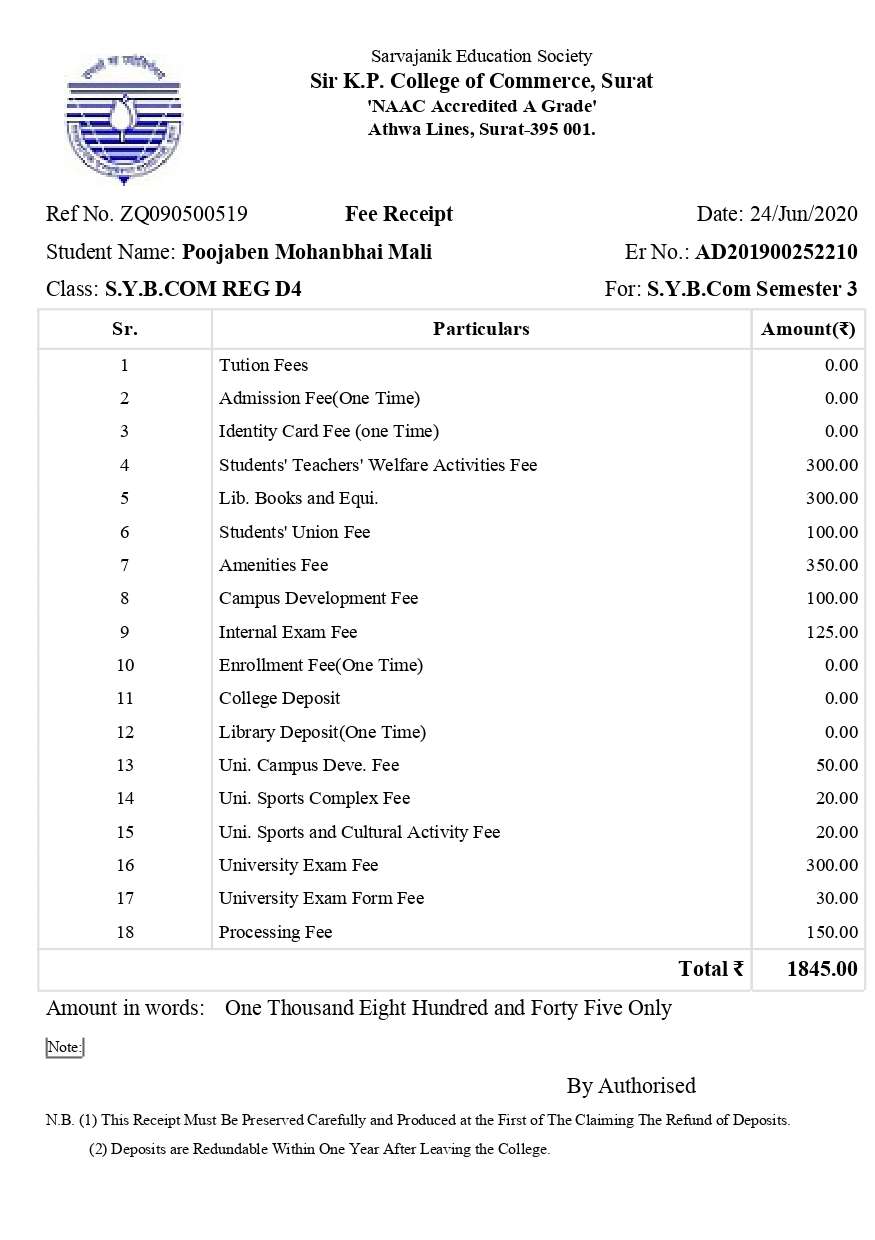 Sarvajanik Education Society
Sir K.P. College of Commerce, Surat
'NAAC Accredited A Grade'
Athwa Lines, Surat-395 001.
Ref No. ZQ090500519 Fee Receipt Date: 24/Jun/2020
Student Name: Poojaben Mohanbhai Mali Er No.: AD201900252210
Class: S.Y.B.COM REG D4 For: S.Y.B.Com Semester 3
Sr. Particulars Amount(₹)
1 Tution Fees 0.00
2 Admission Fee(One Time) 0.00
3 Identity Card Fee (one Time) 0.00
4 Students' Teachers' Welfare Activities Fee 300.00
5 Lib. Books and Equi. 300.00
6 Students' Union Fee 100.00
7 Amenities Fee 350.00
8 Campus Development Fee 100.00
9 Internal Exam Fee 125.00
10 Enrollment Fee(One Time) 0.00
11 College Deposit 0.00
12 Library Deposit(One Time) 0.00
13 Uni. Campus Deve. Fee 50.00
14 Uni. Sports Complex Fee 20.00
15 Uni. Sports and Cultural Activity Fee 20.00
16 University Exam Fee 300.00
17 University Exam Form Fee 30.00
18 Processing Fee 150.00
Total ₹ 1845.00
Amount in words: One Thousand Eight Hundred and Forty Five Only
Note:
By Authorised
N.B. (1) This Receipt Must Be Preserved Carefully and Produced at the First of The Claiming The Refund of Deposits.
(2) Deposits are Redundable Within One Year After Leaving the College.